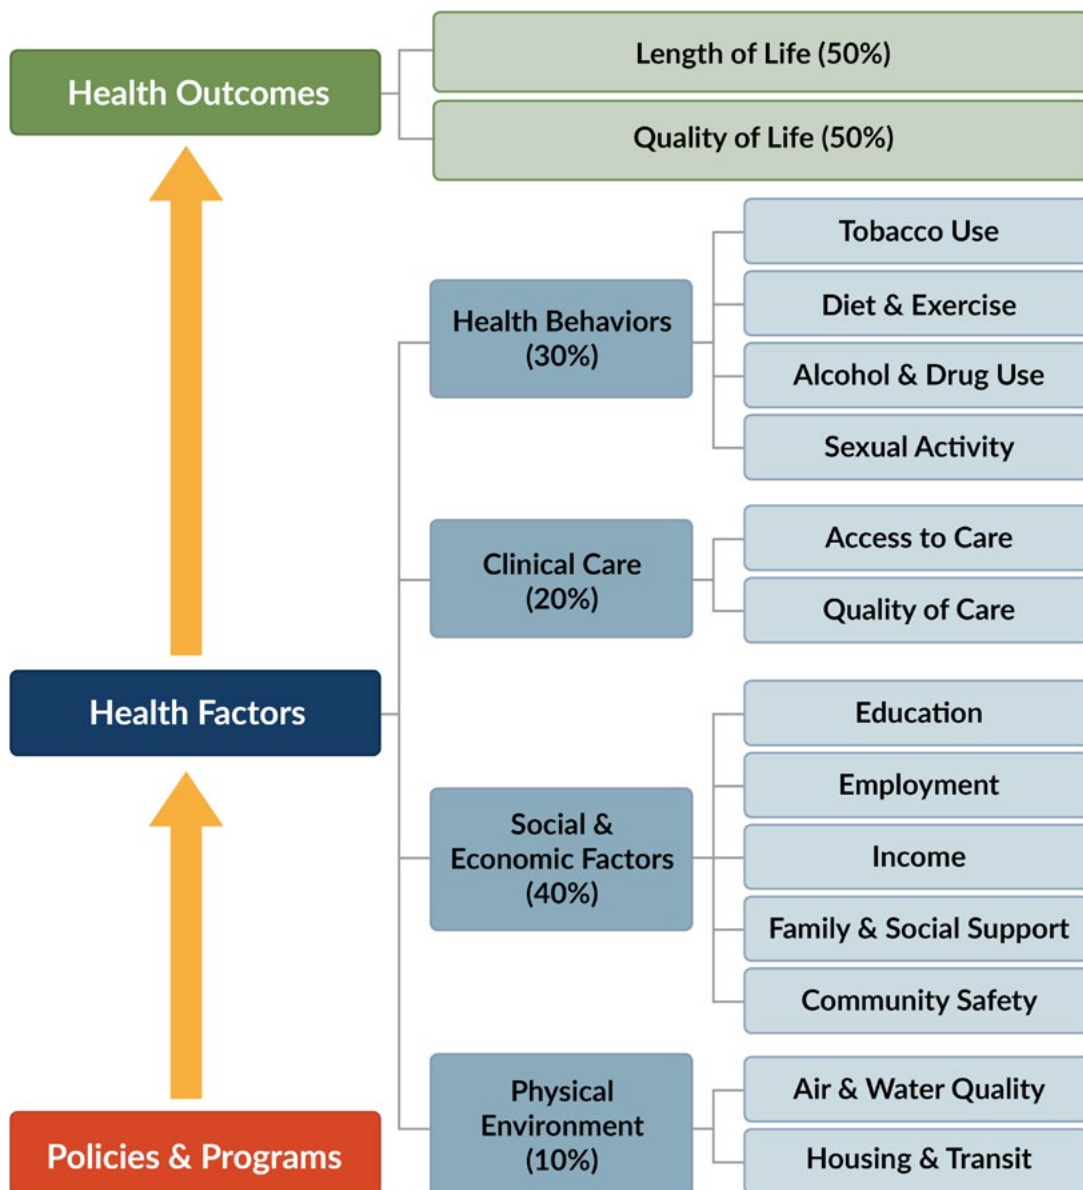 Health Outcomes
Length of Life (50%)
Quality of Life (50%)
Health Behaviors
(30%)
Tobacco Use
Diet & Exercise
Alcohol & Drug Use
Sexual Activity
Clinical Care
(20%)
Access to Care
Quality of Care
Health Factors
Social &
Economic Factors
(40%)
Education
Employment
Income
Family & Social Support
Community Safety
Physical
Environment
(10%)
Air & Water Quality
Housing & Transit
Policies & Programs